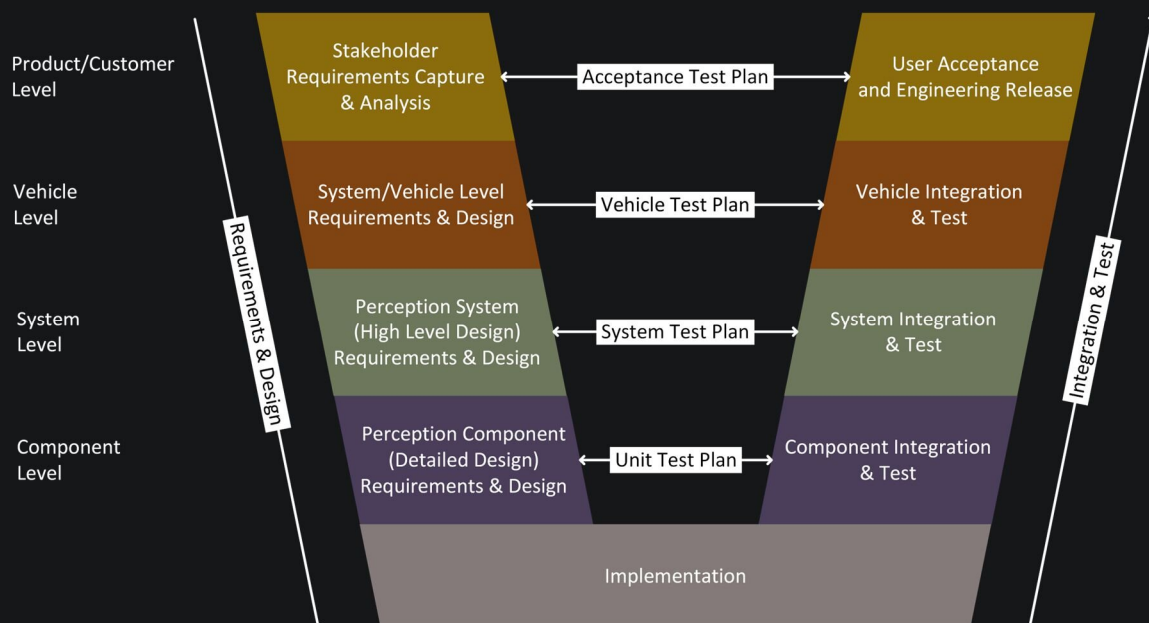 Product/Customer
Level
Stakeholder
Requirements Capture
& Analysis
Acceptance Test Plan
User Acceptance
and Engineering Release
Vehicle
Level
System/Vehicle Level
Requirements & Design
Vehicle Test Plan
Vehicle Integration
& Test
Requirements & Design
Integration & Test
System
Level
Perception System
(High Level Design)
Requirements & Design
System Test Plan
System Integration
& Test
Component
Level
Perception Component
(Detailed Design)
Requirements & Design
Unit Test Plan
Component Integration
& Test
Implementation